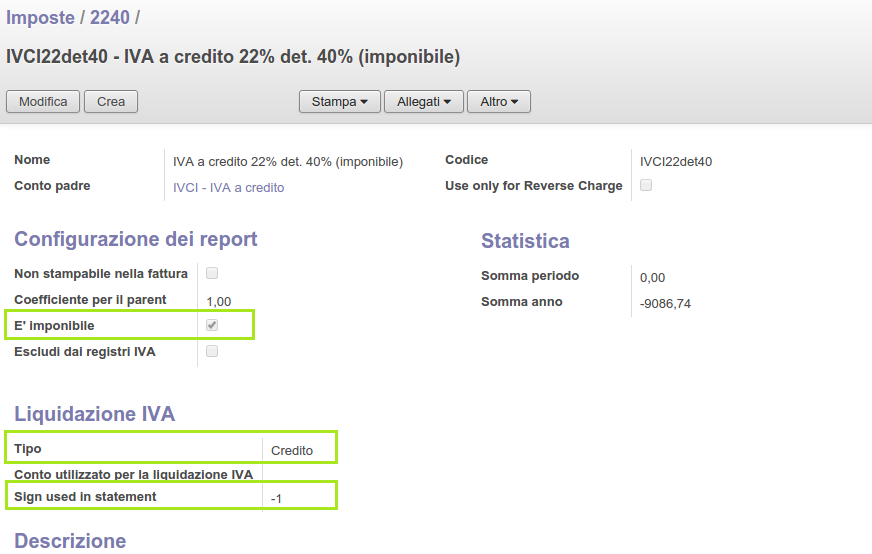 Imposte / 2240 /
IVCI22det40 - IVA a credito 22% det. 40% (imponibile)
Modifica Crea Stampa Allegati Altro
Nome IVA a credito 22% det. 40% (imponibile) Codice IVCI22det40
Conto padre IVCI - IVA a credito Use only for Reverse Charge
Configurazione dei report Statistica
Non stampabile nella fattura Somma periodo 0,00
Coefficiente per il parent 1,00 Somma anno -9086,74
E' imponibile
Escludi dai registri IVA
Liquidazione IVA
Tipo Credito
Conto utilizzato per la liquidazione IVA
Sign used in statement -1
Descrizione